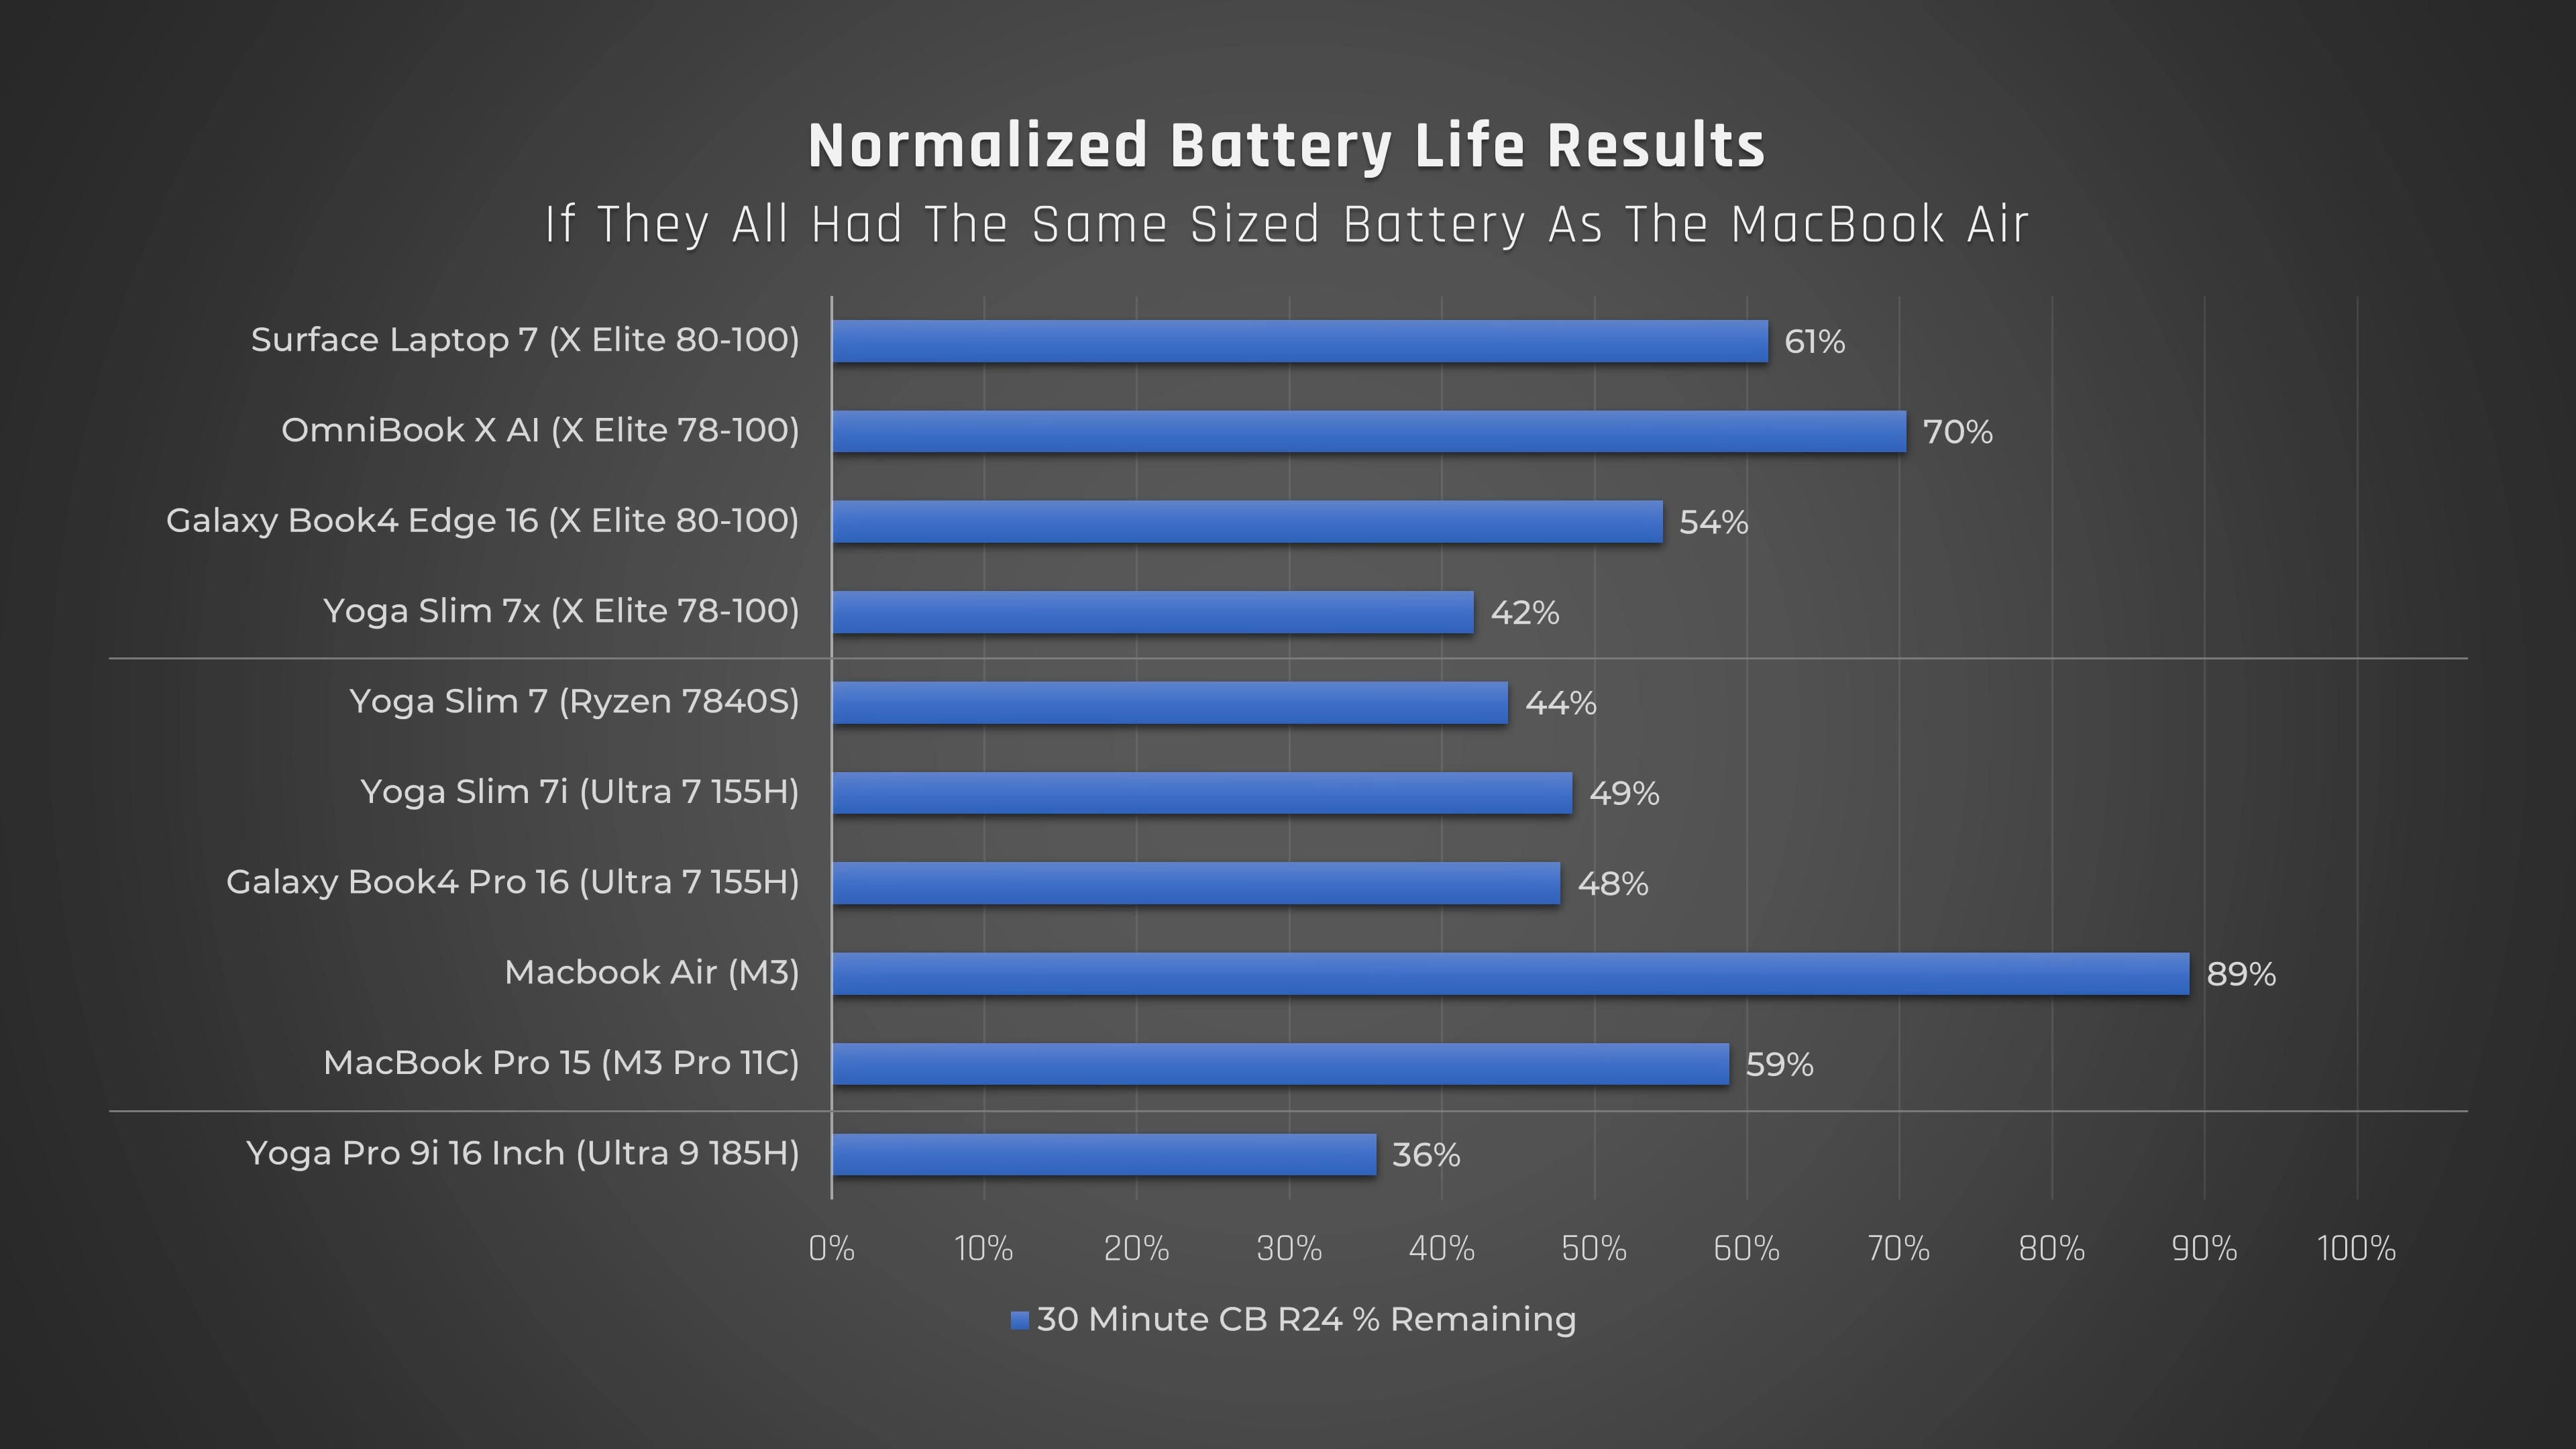 Normalized Battery Life Results
If They All Had The Same Sized Battery As The MacBook Air
Surface Laptop 7 (X Elite 80-100) 61%
OmniBook X AI (X Elite 78-100) 70%
Galaxy Book4 Edge 16 (X Elite 80-100) 54%
Yoga Slim 7x (X Elite 78-100) 42%
Yoga Slim 7 (Ryzen 7840S) 44%
Yoga Slim 7i (Ultra 7 155H) 49%
Galaxy Book4 Pro 16 (Ultra 7 155H) 48%
Macbook Air (M3) 89%
MacBook Pro 15 (M3 Pro 11C) 59%
Yoga Pro 9i 16 Inch (Ultra 9 185H) 36%
0% 10% 20% 30% 40% 50% 60% 70% 80% 90% 100%
30 Minute CB R24 % Remaining